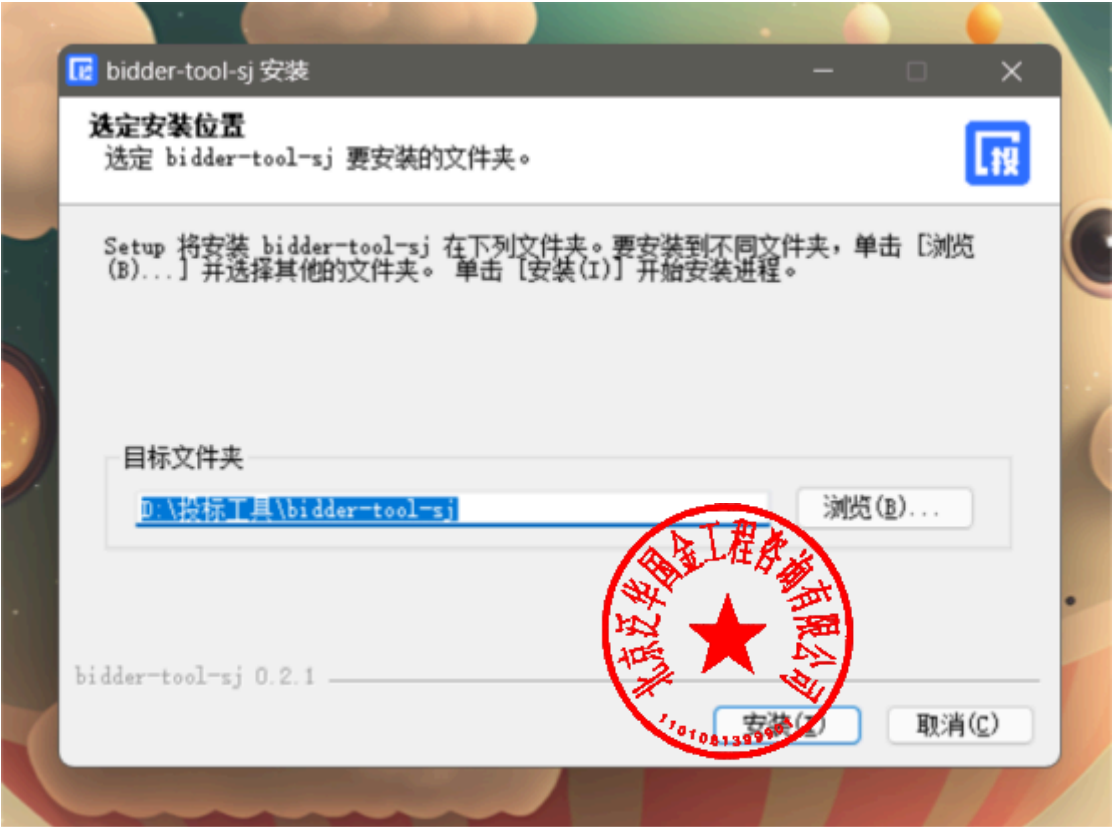 bidder-tool-sj 安装
选定安装位置
选定 bidder-tool-sj 要安装的文件夹。
投
Setup 将安装 bidder-tool-sj 在下列文件夹。要安装到不同文件夹，单击 [浏览
(B)...] 并选择其他的文件夹。 单击 [安装(I)] 开始安装进程。
目标文件夹
D:\投标工具\bidder-tool-sj
浏览(B)...
北京泛华国金工程咨询有限公司
bidder-tool-sj 0.2.1
安装(I)
取消(C)